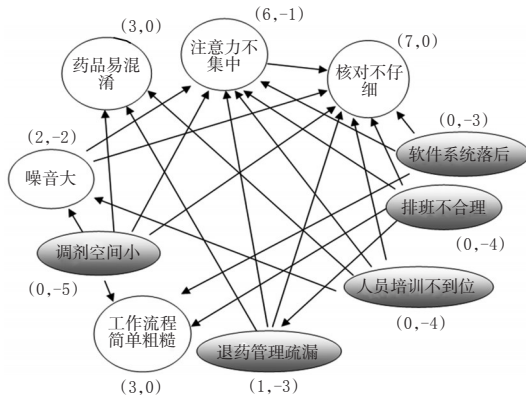 (3,0)
(6,-1)
(7,0)
药品易混
淆
注意力不
集中
核对不仔
细
(2,-2)
(0,-3)
噪音大
软件系统落后
排班不合理
(0,-4)
调剂空间小
(0,-5)
人员培训不到位
(0,-4)
工作流程
简单粗糙
退药管理疏漏
(3,0)
(1,-3)